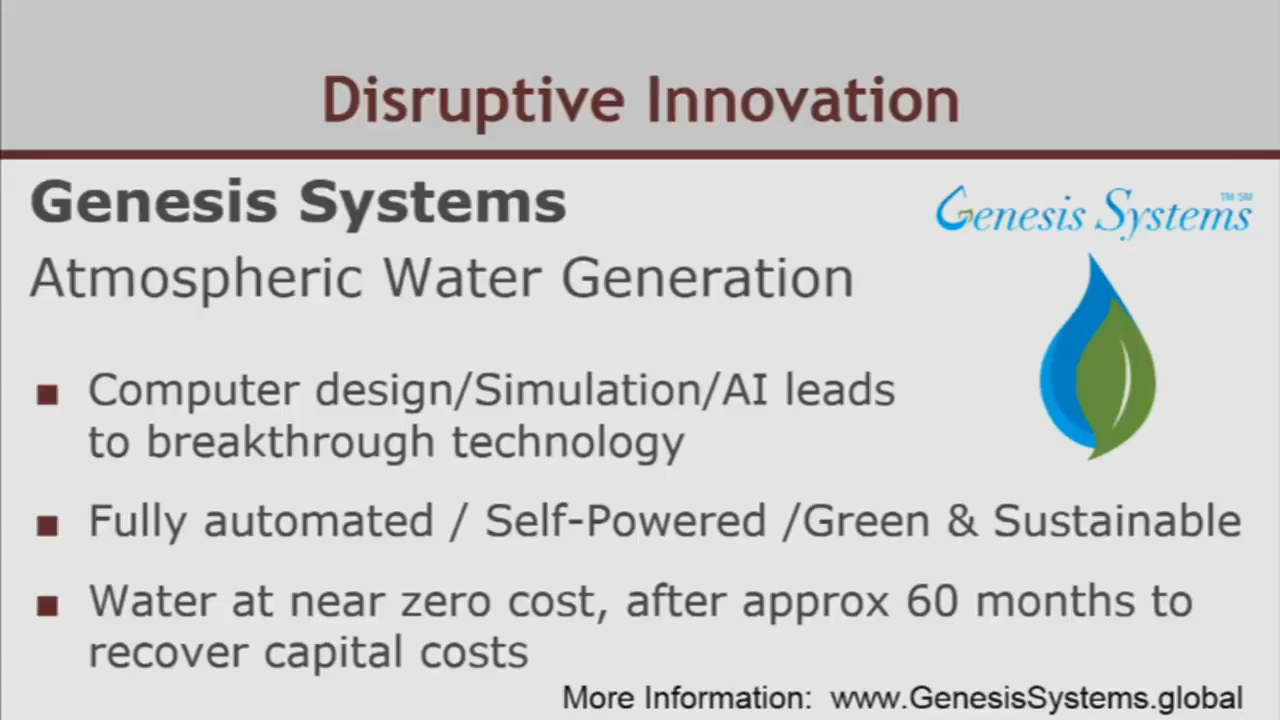 Disruptive Innovation
Genesis Systems
Genesis Systems TM SM
Atmospheric Water Generation
■ Computer design/Simulation/AI leads
to breakthrough technology
■ Fully automated / Self-Powered /Green & Sustainable
■ Water at near zero cost, after approx 60 months to
recover capital costs
More Information: www.GenesisSystems.global